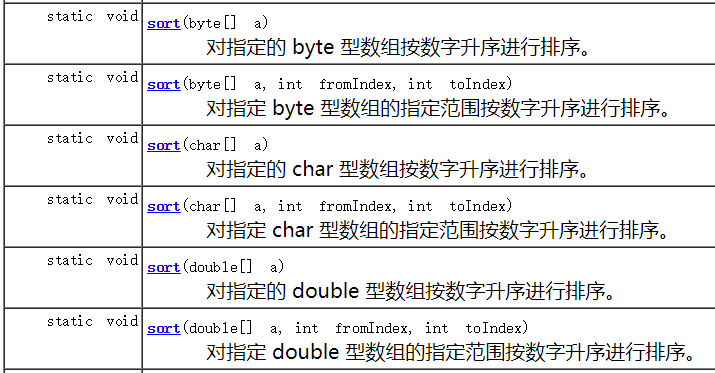 static void sort(byte[] a)
对指定的 byte 型数组按数字升序进行排序。
static void sort(byte[] a, int fromIndex, int toIndex)
对指定 byte 型数组的指定范围按数字升序进行排序。
static void sort(char[] a)
对指定的 char 型数组按数字升序进行排序。
static void sort(char[] a, int fromIndex, int toIndex)
对指定 char 型数组的指定范围按数字升序进行排序。
static void sort(double[] a)
对指定的 double 型数组按数字升序进行排序。
static void sort(double[] a, int fromIndex, int toIndex)
对指定 double 型数组的指定范围按数字升序进行排序。